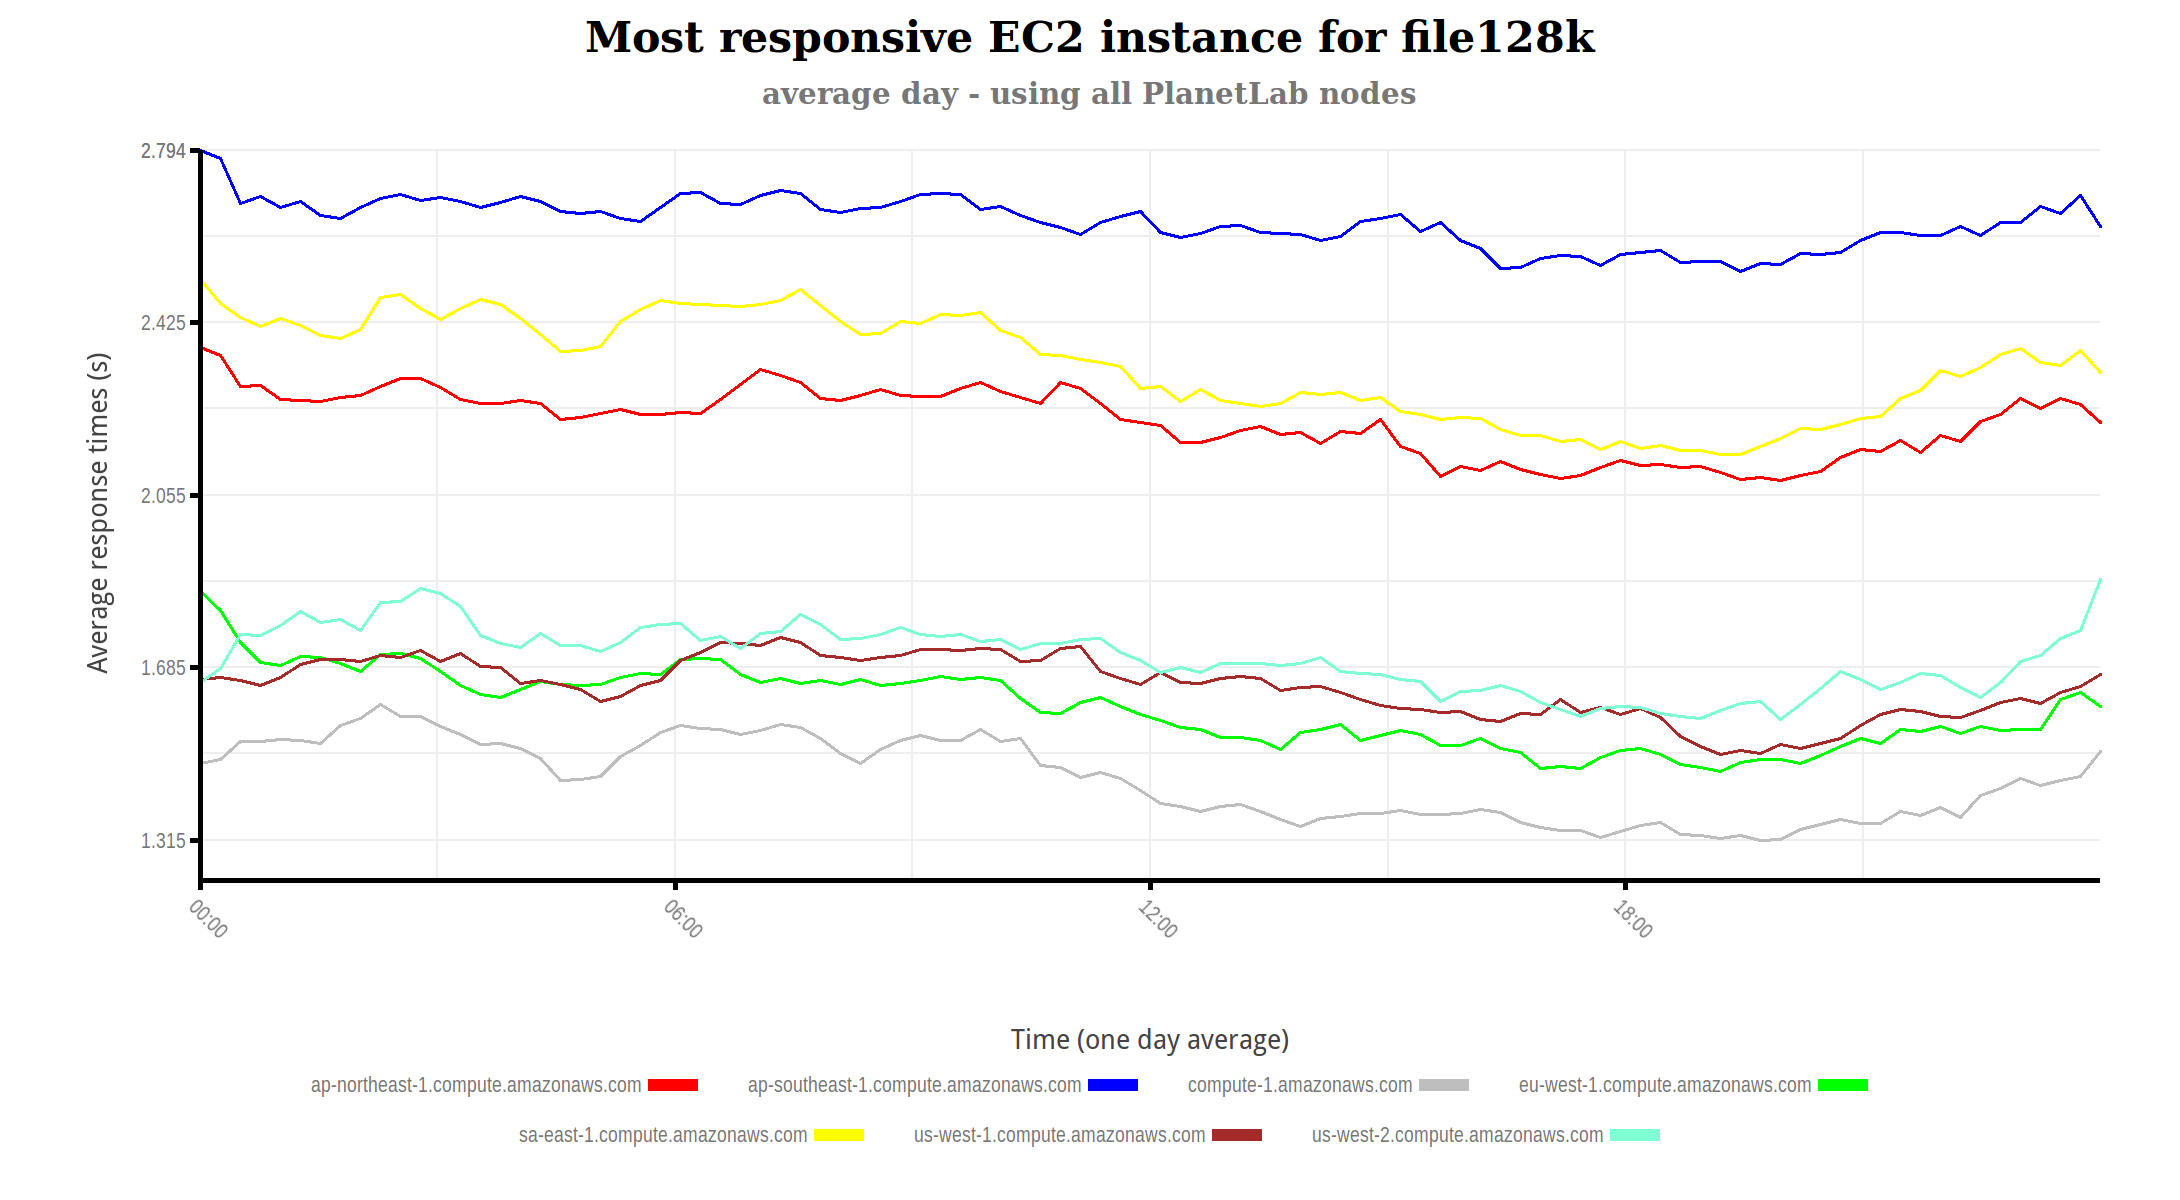 Most responsive EC2 instance for file128k
average day - using all PlanetLab nodes
2.794
2.425
2.055
1.685
1.315
Average response times (s)
00:00
06:00
12:00
18:00
Time (one day average)
ap-northeast-1.compute.amazonaws.com
ap-southeast-1.compute.amazonaws.com
compute-1.amazonaws.com
eu-west-1.compute.amazonaws.com
sa-east-1.compute.amazonaws.com
us-west-1.compute.amazonaws.com
us-west-2.compute.amazonaws.com